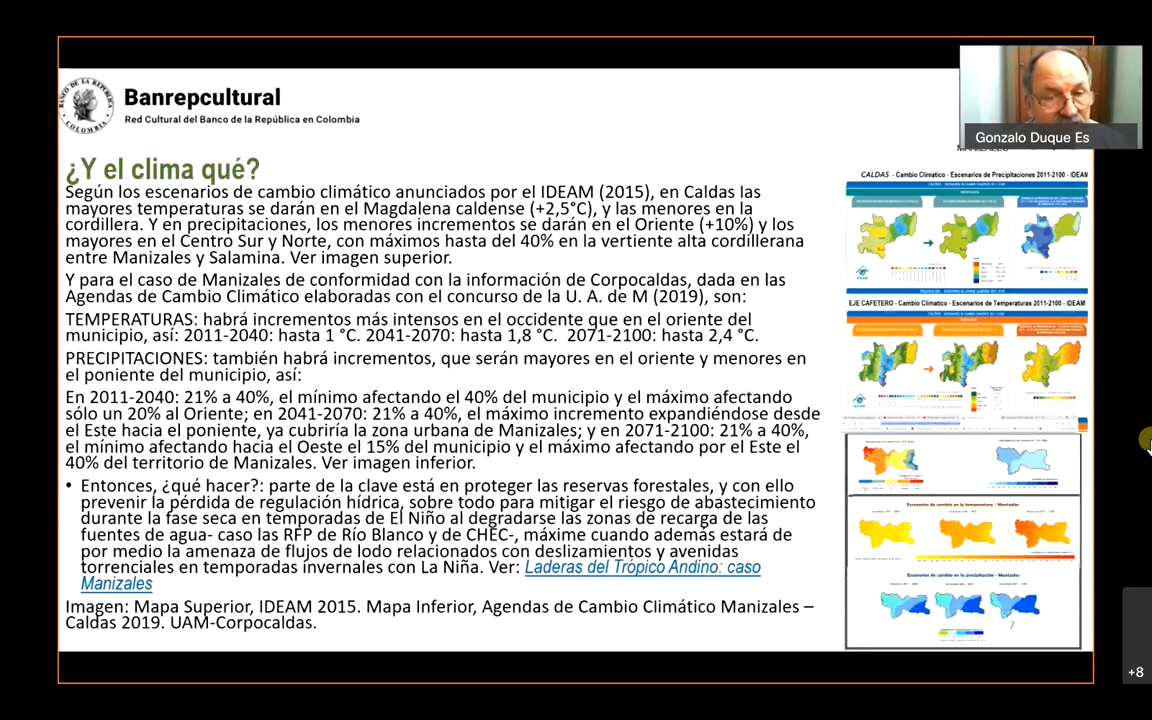 BANCO DE LA REPÚBLICA
COLOMBIA
Banrepcultural
Red Cultural del Banco de la República en Colombia
Gonzalo Duque Es
MANIZALES
¿Y el clima qué?
Según los escenarios de cambio climático anunciados por el IDEAM (2015), en Caldas las
mayores temperaturas se darán en el Magdalena caldense (+2,5°C), y las menores en la
cordillera. Y en precipitaciones, los menores incrementos se darán en el Oriente (+10%) y los
mayores en el Centro Sur y Norte, con máximos hasta del 40% en la vertiente alta cordillerana
entre Manizales y Salamina. Ver imagen superior.
Y para el caso de Manizales de conformidad con la información de Corpocaldas, dada en las
Agendas de Cambio Climático elaboradas con el concurso de la U. A. de M (2019), son:
TEMPERATURAS: habrá incrementos más intensos en el occidente que en el oriente del
municipio, así: 2011-2040: hasta 1 °C. 2041-2070: hasta 1,8 °C. 2071-2100: hasta 2,4 °C.
PRECIPITACIONES: también habrá incrementos, que serán mayores en el oriente y menores en
el poniente del municipio, así:
En 2011-2040: 21% a 40%, el mínimo afectando el 40% del municipio y el máximo afectando
sólo un 20% al Oriente; en 2041-2070: 21% a 40%, el máximo incremento expandiéndose desde
el Este hacia el poniente, ya cubriría la zona urbana de Manizales; y en 2071-2100: 21% a 40%,
el mínimo afectando hacia el Oeste el 15% del municipio y el máximo afectando por el Este el
40% del territorio de Manizales. Ver imagen inferior.
• Entonces, ¿qué hacer?: parte de la clave está en proteger las reservas forestales, y con ello
prevenir la pérdida de regulación hídrica, sobre todo para mitigar el riesgo de abastecimiento
durante la fase seca en temporadas de El Niño al degradarse las zonas de recarga de las
fuentes de agua- caso las RFP de Río Blanco y de CHEC-, máxime cuando además estará de
por medio la amenaza de flujos de lodo relacionados con deslizamientos y avenidas
torrenciales en temporadas invernales con La Niña. Ver: Laderas del Trópico Andino: caso
Manizales
Imagen: Mapa Superior, IDEAM 2015. Mapa Inferior, Agendas de Cambio Climático Manizales –
Caldas 2019. UAM-Corpocaldas.
CALDAS - Cambio Climatico - Escenarios de Precipitaciones 2011-2100 - IDEAM
EJE CAFETERO - Cambio Climatico - Escenarios de Temperaturas 2011-2100 - IDEAM
Escenarios de cambio en la temperatura - Manizales
Escenarios de cambio en la precipitación - Manizales
7
+8